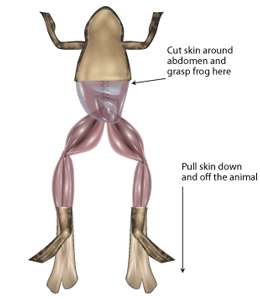 Cut skin around
abdomen and
grasp frog here
Pull skin down
and off the animal